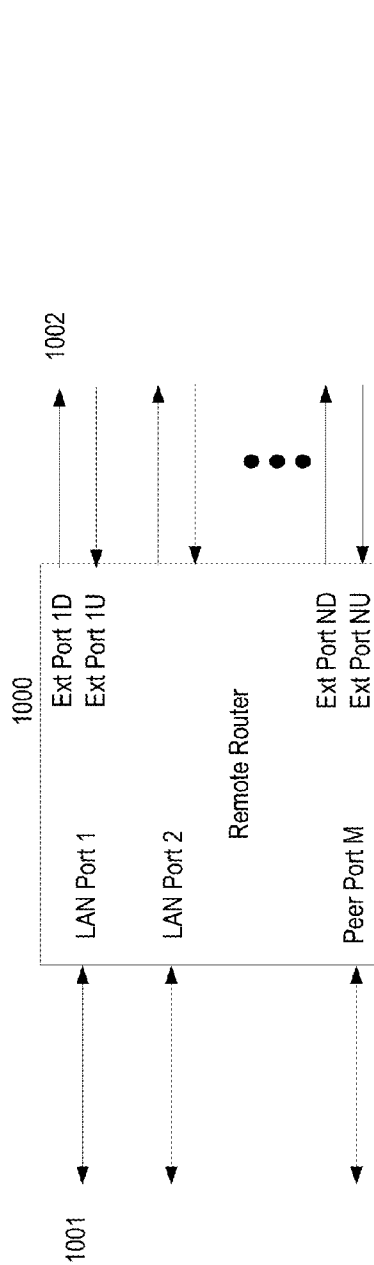 1000
1002
LAN Port 1
Ext Port 1D
Ext Port 1U
LAN Port 2
Remote Router
Peer Port M
Ext Port ND
Ext Port NU
1001